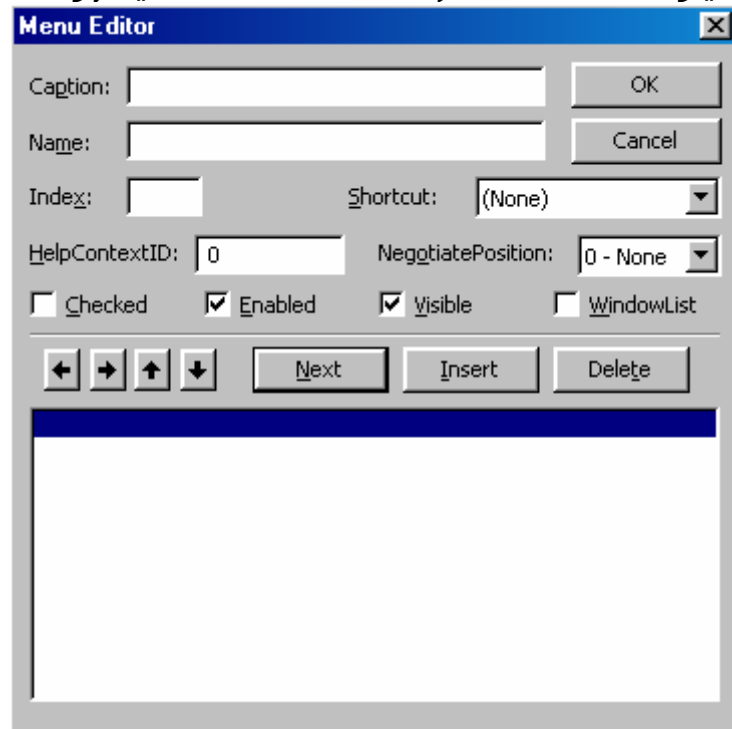 Menu Editor
Caption:
OK
Name:
Cancel
Index:
Shortcut: (None)
HelpContextID: 0
NegotiatePosition: 0 - None
Checked
Enabled
Visible
WindowList
Next
Insert
Delete